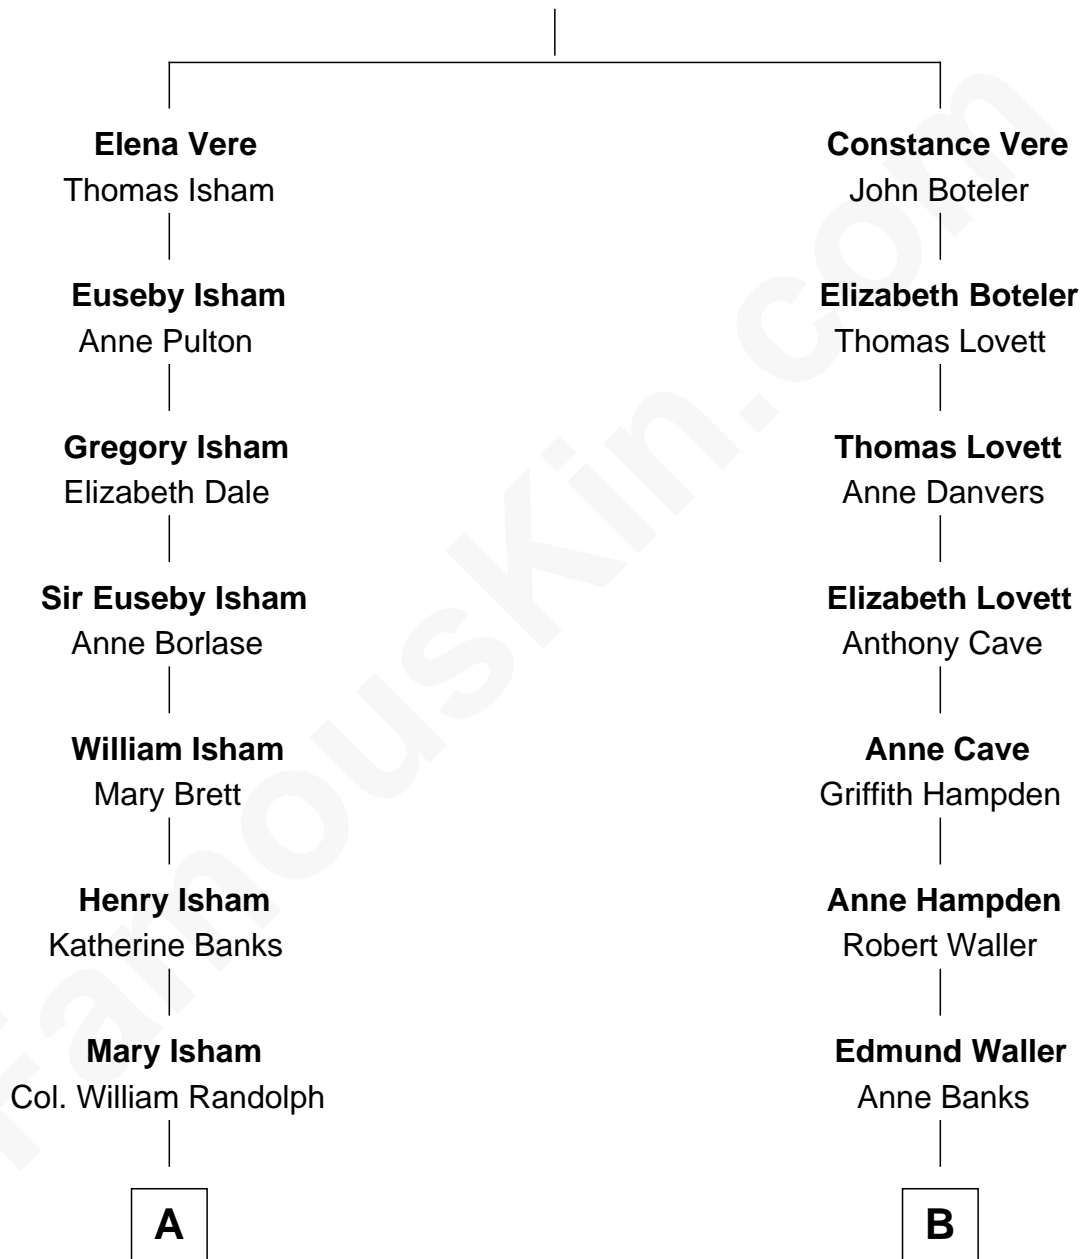 Elena Vere
Thomas Isham
Euseby Isham
Anne Pulton
Gregory Isham
Elizabeth Dale
Sir Euseby Isham
Anne Borlase
William Isham
Mary Brett
Henry Isham
Katherine Banks
Mary Isham
Col. William Randolph
A
Constance Vere
John Boteler
Elizabeth Boteler
Thomas Lovett
Thomas Lovett
Anne Danvers
Elizabeth Lovett
Anthony Cave
Anne Cave
Griffith Hampden
Anne Hampden
Robert Waller
Edmund Waller
Anne Banks
B
FamousKin.com